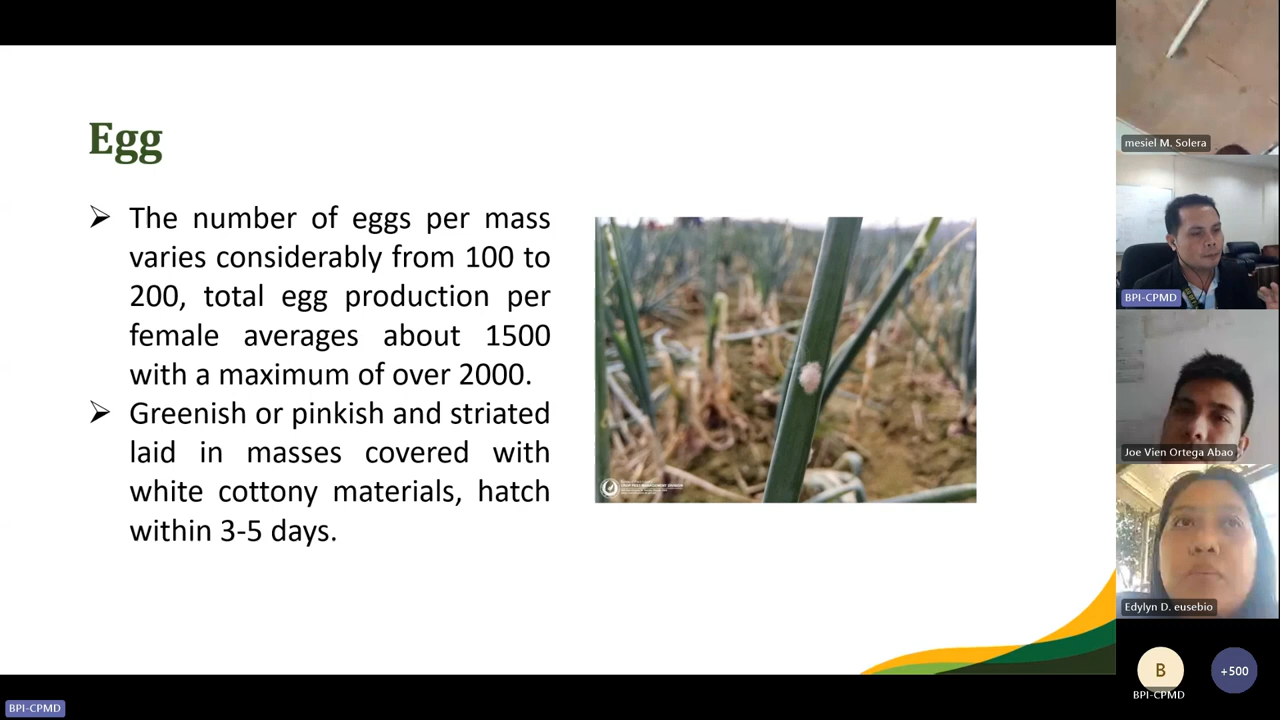 Egg
The number of eggs per mass
varies considerably from 100 to
200, total egg production per
female averages about 1500
with a maximum of over 2000.
Greenish or pinkish and striated
laid in masses covered with
white cottony materials, hatch
within 3-5 days.
mesiel M. Solera
BPI-CPMD
Joe Vien Ortega Abao
Edylyn D. eusebio
B
BPI-CPMD
+500
BPI-CPMD